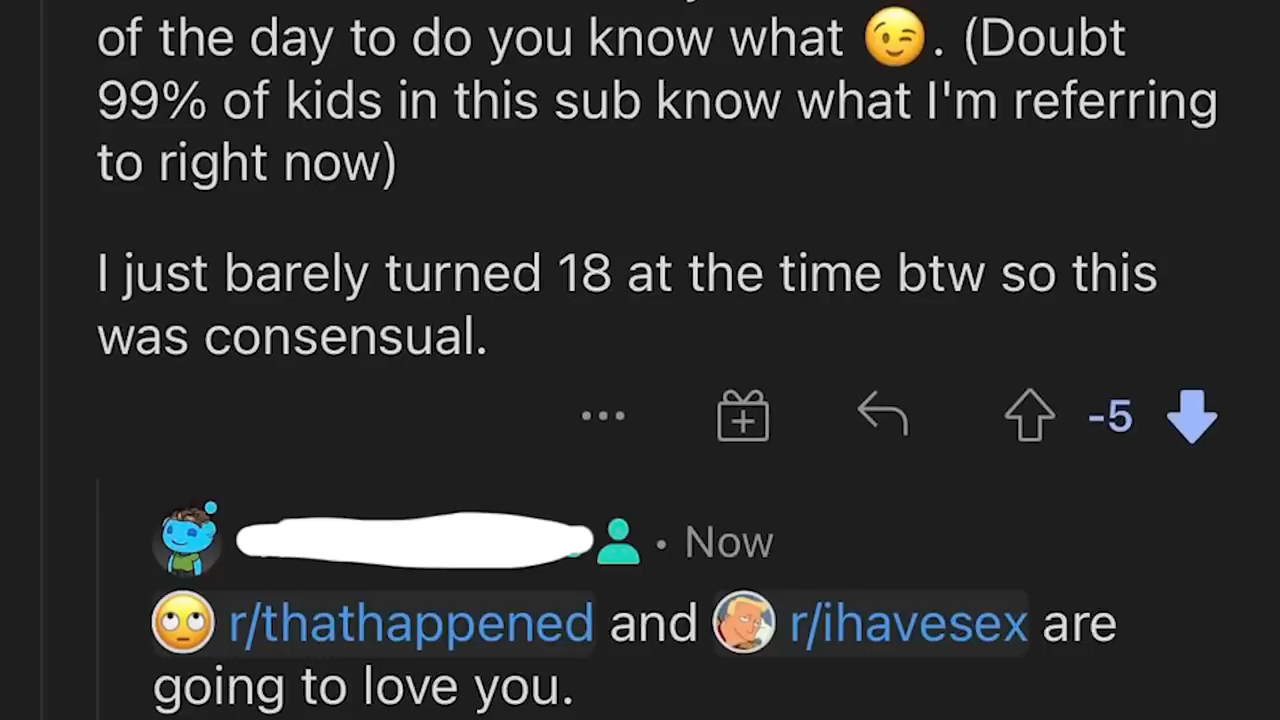 of the day to do you know what 😉. (Doubt
99% of kids in this sub know what I'm referring
to right now)
I just barely turned 18 at the time btw so this
was consensual.
-5
• Now
r/thathappened and r/ihavesex are
going to love you.